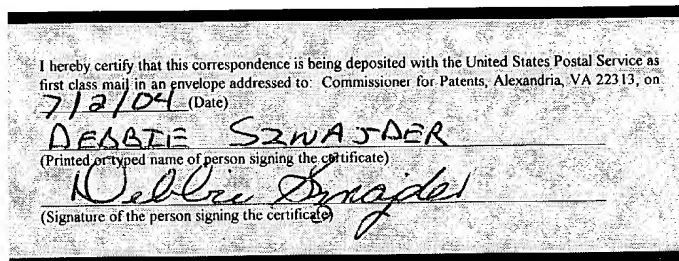 I hereby certify that this correspondence is being deposited with the United States Postal Service as
first class mail in an envelope addressed to: Commissioner for Patents, Alexandria, VA 22313, on
7/2/04 (Date)
DEBBIE SZWAJDER
(Printed or typed name of person signing the certificate)
Debbie Szwajder
(Signature of the person signing the certificate)